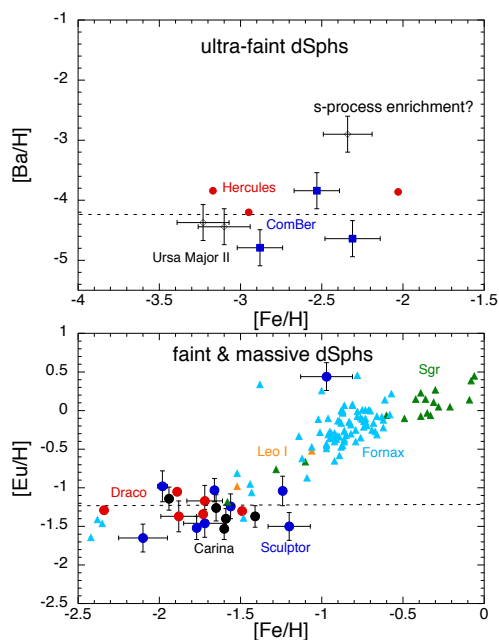 ultra-faint dSphs
s-process enrichment?
Hercules
ComBer
Ursa Major II
[Ba/H]
-1
-2
-3
-4
-5
-4
-3.5
-3
-2.5
-2
-1.5
[Fe/H]
faint & massive dSphs
Sgr
Fornax
Leo I
Draco
Carina
Sculptor
[Eu/H]
1
0.5
0
-0.5
-1
-1.5
-2
-2.5
-2
-1.5
-1
-0.5
0
[Fe/H]